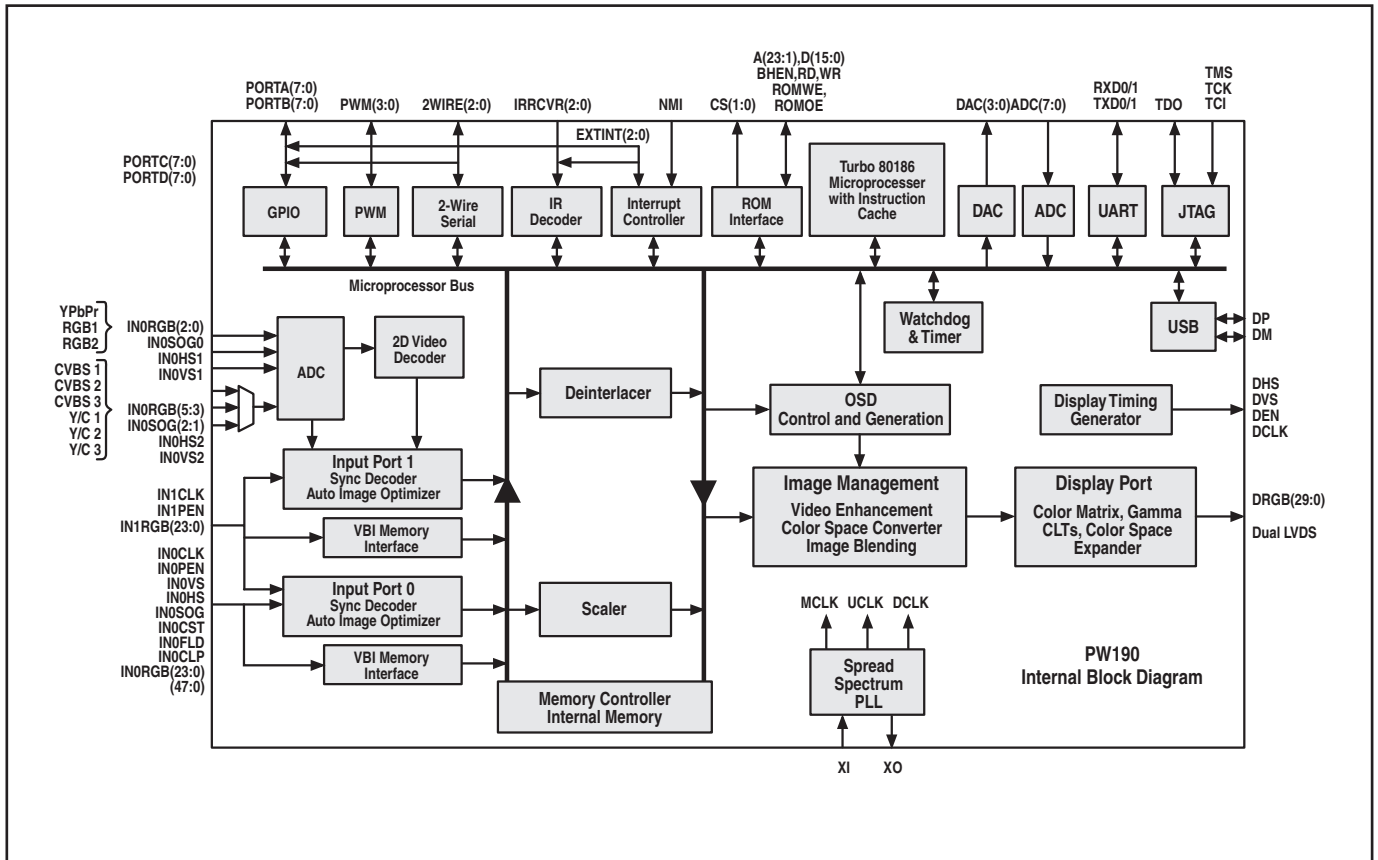 A(23:1),D(15:0)
BHEN,RD,WR
ROMWE,
ROMOE
PORTA(7:0)
PORTB(7:0)
PWM(3:0)
2WIRE(2:0)
IRRCVR(2:0)
NMI
CS(1:0)
DAC(3:0)ADC(7:0)
RXD0/1
TXD0/1
TDO
TMS
TCK
TCI
EXTINT(2:0)
PORTC(7:0)
PORTD(7:0)
GPIO
PWM
2-Wire
Serial
IR
Decoder
Interrupt
Controller
ROM
Interface
Turbo 80186
Microprocesser
with Instruction
Cache
DAC
ADC
UART
JTAG
Microprocessor Bus
YPbPr
RGB1
RGB2
IN0RGB(2:0)
IN0SOG0
IN0HS1
IN0VS1
CVBS 1
CVBS 2
CVBS 3
Y/C 1
Y/C 2
Y/C 3
IN0RGB(5:3)
IN0SOG(2:1)
IN0HS2
IN0VS2
ADC
2D Video
Decoder
Watchdog
& Timer
USB
DP
DM
Deinterlacer
OSD
Control and Generation
Display Timing
Generator
DHS
DVS
DEN
DCLK
Input Port 1
Sync Decoder
Auto Image Optimizer
IN1CLK
IN1PEN
IN1RGB(23:0)
VBI Memory
Interface
Image Management
Video Enhancement
Color Space Converter
Image Blending
Display Port
Color Matrix, Gamma
CLTs, Color Space
Expander
DRGB(29:0)
Dual LVDS
IN0CLK
IN0PEN
IN0VS
IN0HS
IN0SOG
IN0CST
IN0FLD
IN0CLP
IN0RGB(23:0)
(47:0)
Input Port 0
Sync Decoder
Auto Image Optimizer
VBI Memory
Interface
Scaler
MCLK
UCLK
DCLK
Spread
Spectrum
PLL
PW190
Internal Block Diagram
Memory Controller
Internal Memory
XI
XO